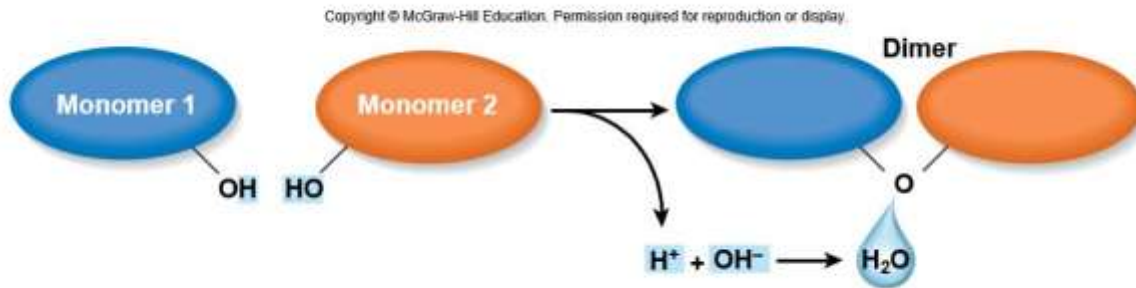 Copyright © McGraw-Hill Education. Permission required for reproduction or display.
Dimer
Monomer 1
Monomer 2
OH
HO
O
H⁺ + OH⁻
H₂O